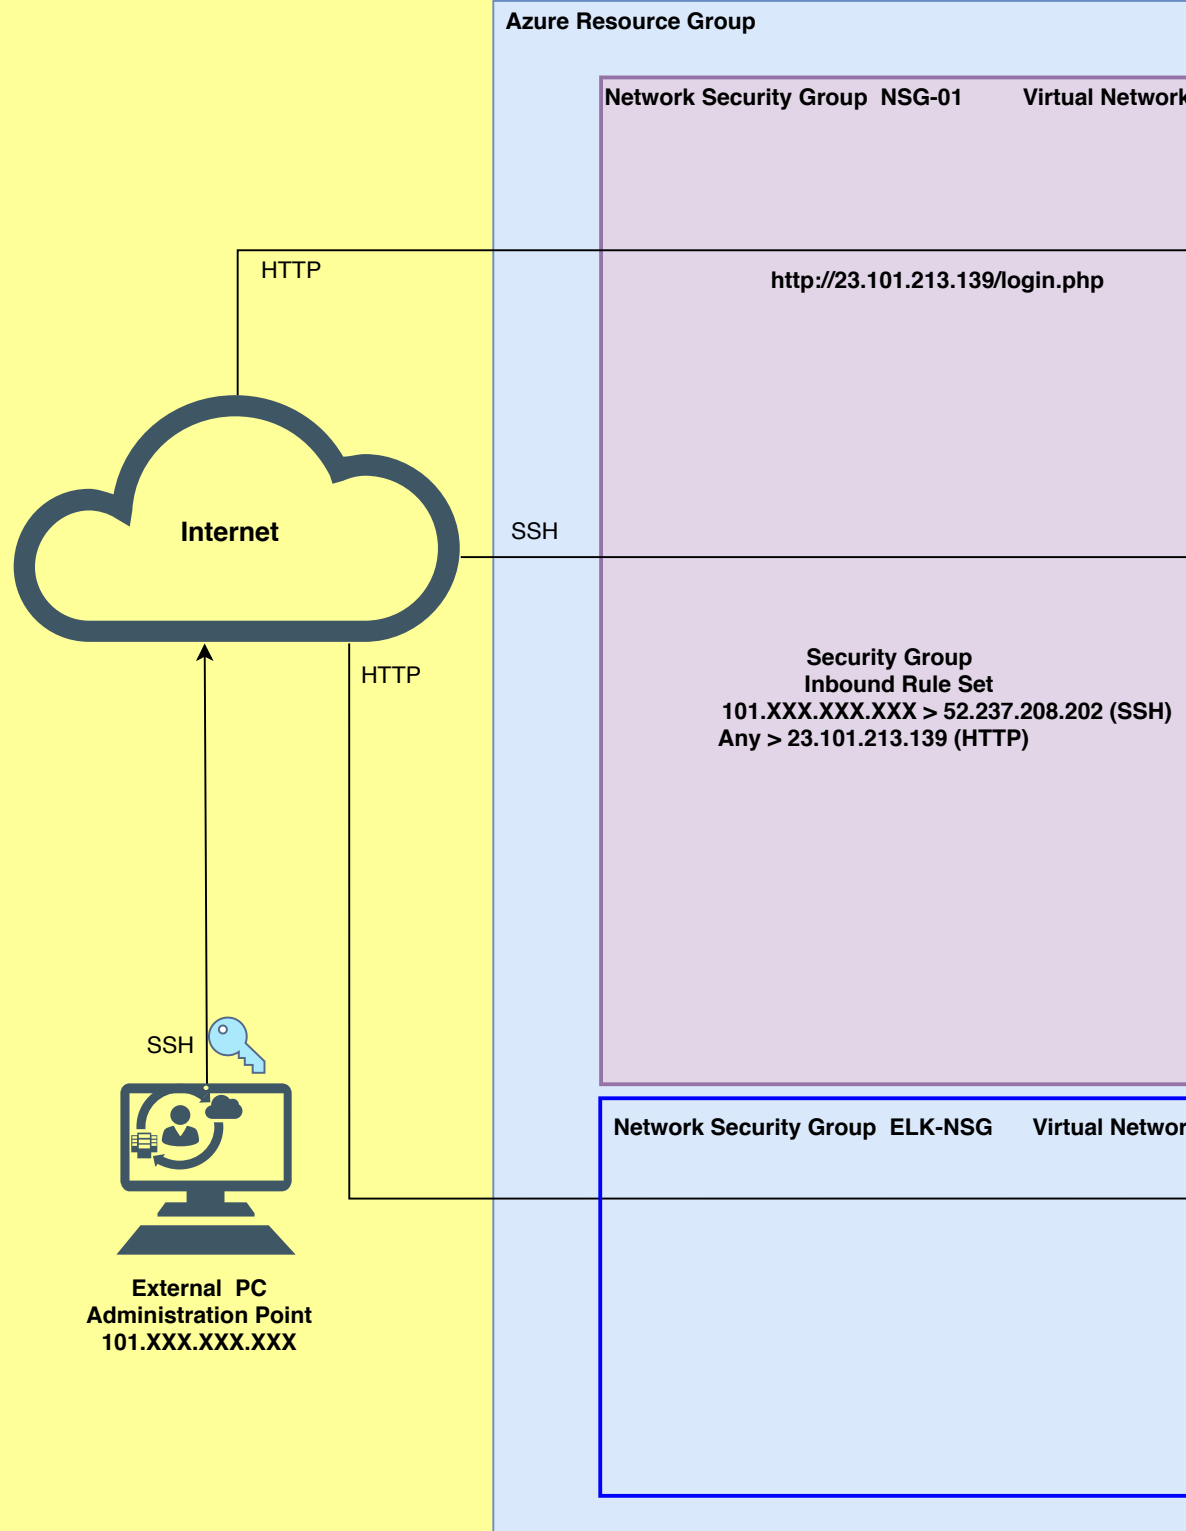 Azure Resource Group
Network Security Group NSG-01 Virtual Network
HTTP
http://23.101.213.139/login.php
Internet
SSH
HTTP
Security Group
Inbound Rule Set
101.XXX.XXX.XXX > 52.237.208.202 (SSH)
Any > 23.101.213.139 (HTTP)
SSH
Network Security Group ELK-NSG Virtual Networ
External PC
Administration Point
101.XXX.XXX.XXX